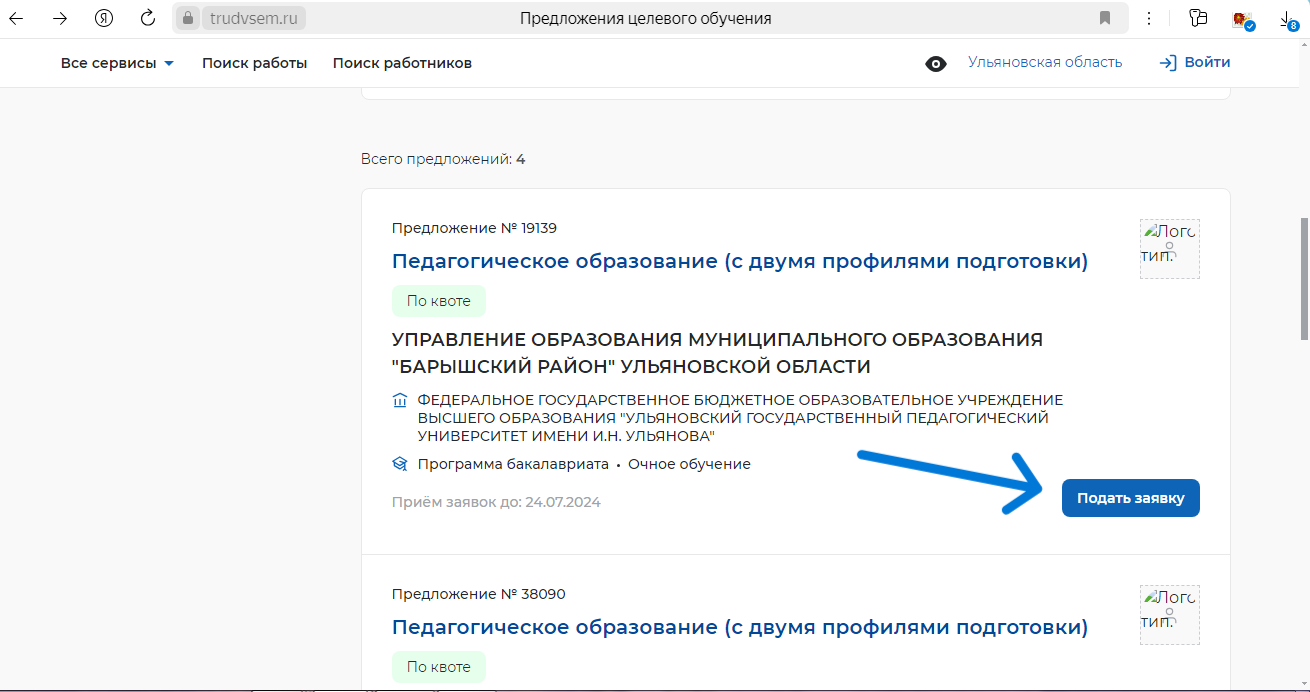 trudvsem.ru
Предложения целевого обучения
8
Все сервисы
Поиск работы
Поиск работников
Ульяновская область
Войти
Всего предложений: 4
Предложение № 19139
Логотип.
Педагогическое образование (с двумя профилями подготовки)
По квоте
УПРАВЛЕНИЕ ОБРАЗОВАНИЯ МУНИЦИПАЛЬНОГО ОБРАЗОВАНИЯ
"БАРЫШСКИЙ РАЙОН" УЛЬЯНОВСКОЙ ОБЛАСТИ
ФЕДЕРАЛЬНОЕ ГОСУДАРСТВЕННОЕ БЮДЖЕТНОЕ ОБРАЗОВАТЕЛЬНОЕ УЧРЕЖДЕНИЕ
ВЫСШЕГО ОБРАЗОВАНИЯ "УЛЬЯНОВСКИЙ ГОСУДАРСТВЕННЫЙ ПЕДАГОГИЧЕСКИЙ
УНИВЕРСИТЕТ ИМЕНИ И.Н. УЛЬЯНОВА"
Программа бакалавриата • Очное обучение
Приём заявок до: 24.07.2024
Подать заявку
Предложение № 38090
Логотип.
Педагогическое образование (с двумя профилями подготовки)
По квоте